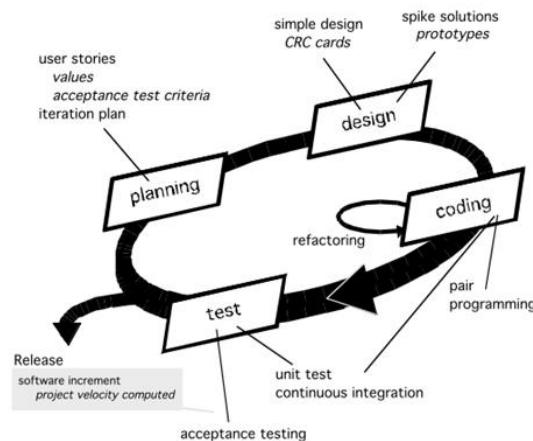 simple design
CRC cards
spike solutions
prototypes
user stories
values
acceptance test criteria
iteration plan
design
planning
coding
refactoring
pair
programming
test
Release
software increment
project velocity computed
unit test
continuous integration
acceptance testing